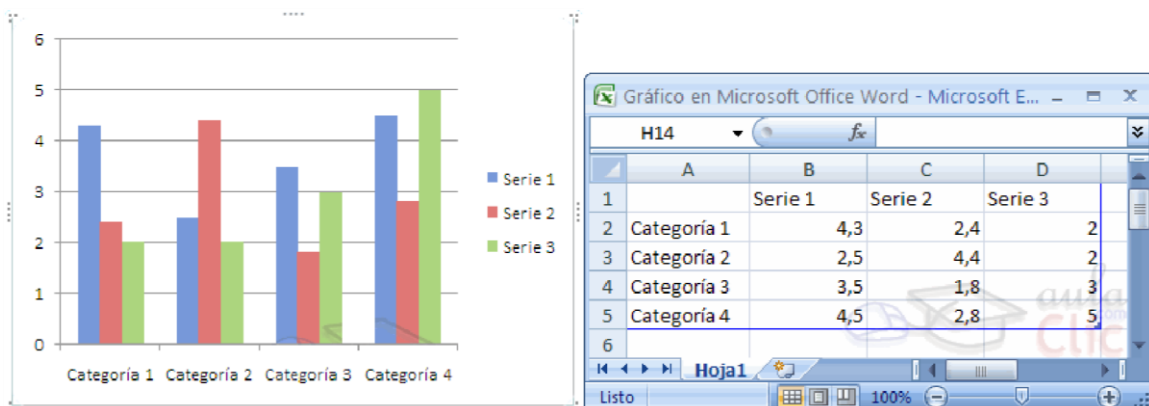 6
5
4
3
2
1
0
Categoría 1 Categoría 2 Categoría 3 Categoría 4
Serie 1
Serie 2
Serie 3
Gráfico en Microsoft Office Word - Microsoft E...
H14 fx
A B C D
1 Serie 1 Serie 2 Serie 3
2 Categoría 1 4,3 2,4 2
3 Categoría 2 2,5 4,4 2
4 Categoría 3 3,5 1,8 3
5 Categoría 4 4,5 2,8 5
6
aula
Clic
.com
Hoja1
Listo 100%